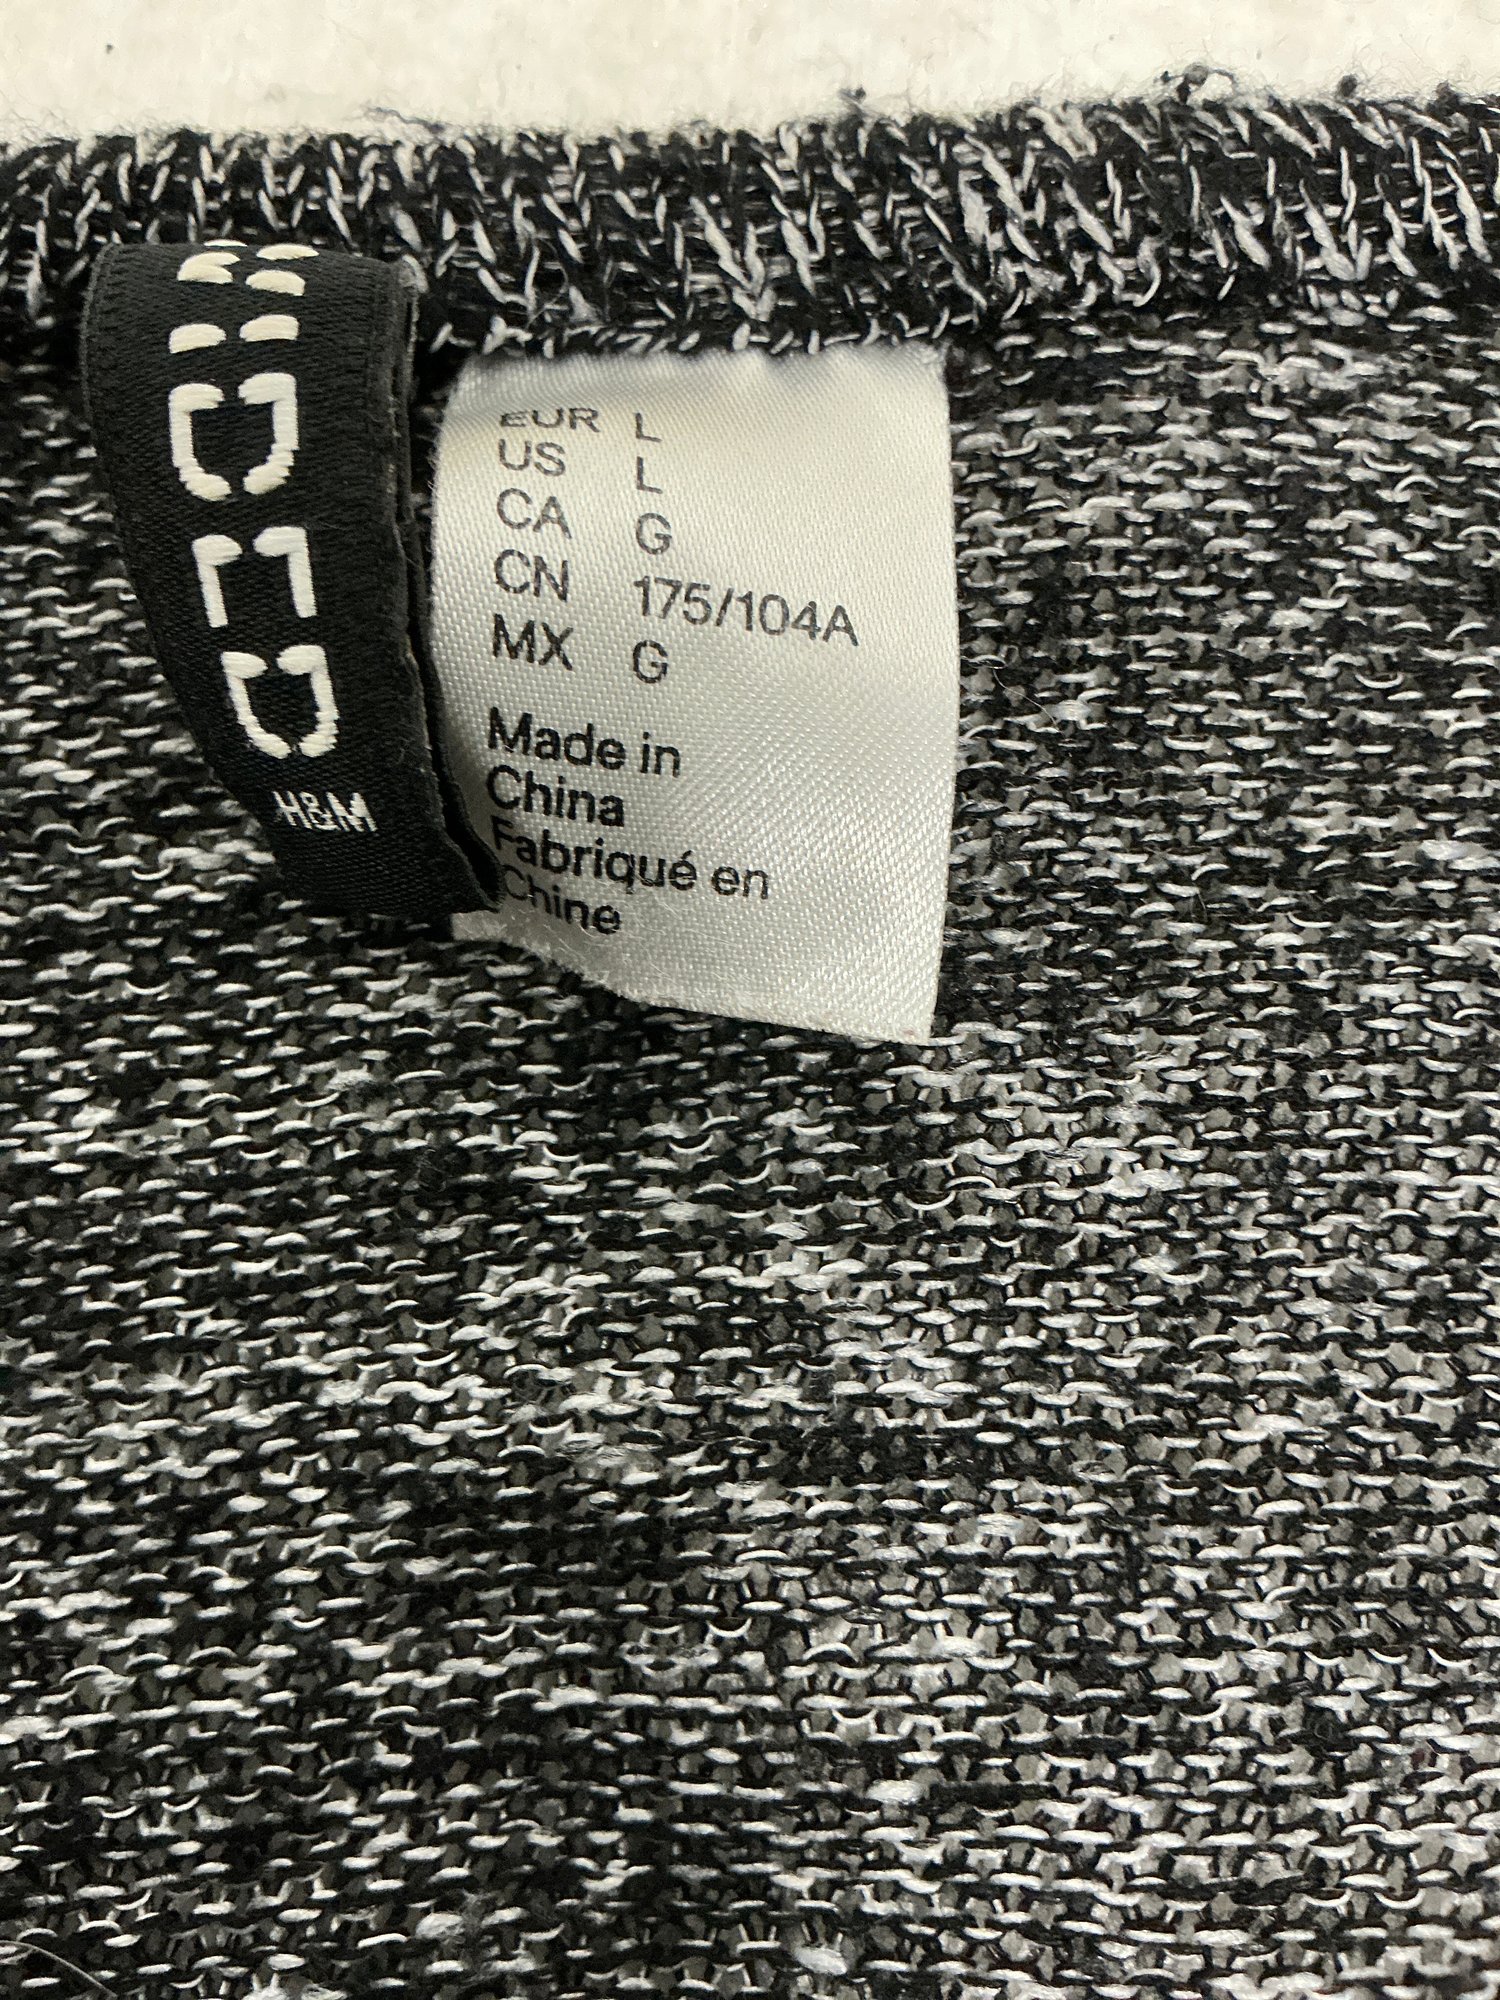 DIVIDED
H&M
EUR L
US L
CA G
CN 175/104A
MX G
Made in
China
Fabriqué en
Chine